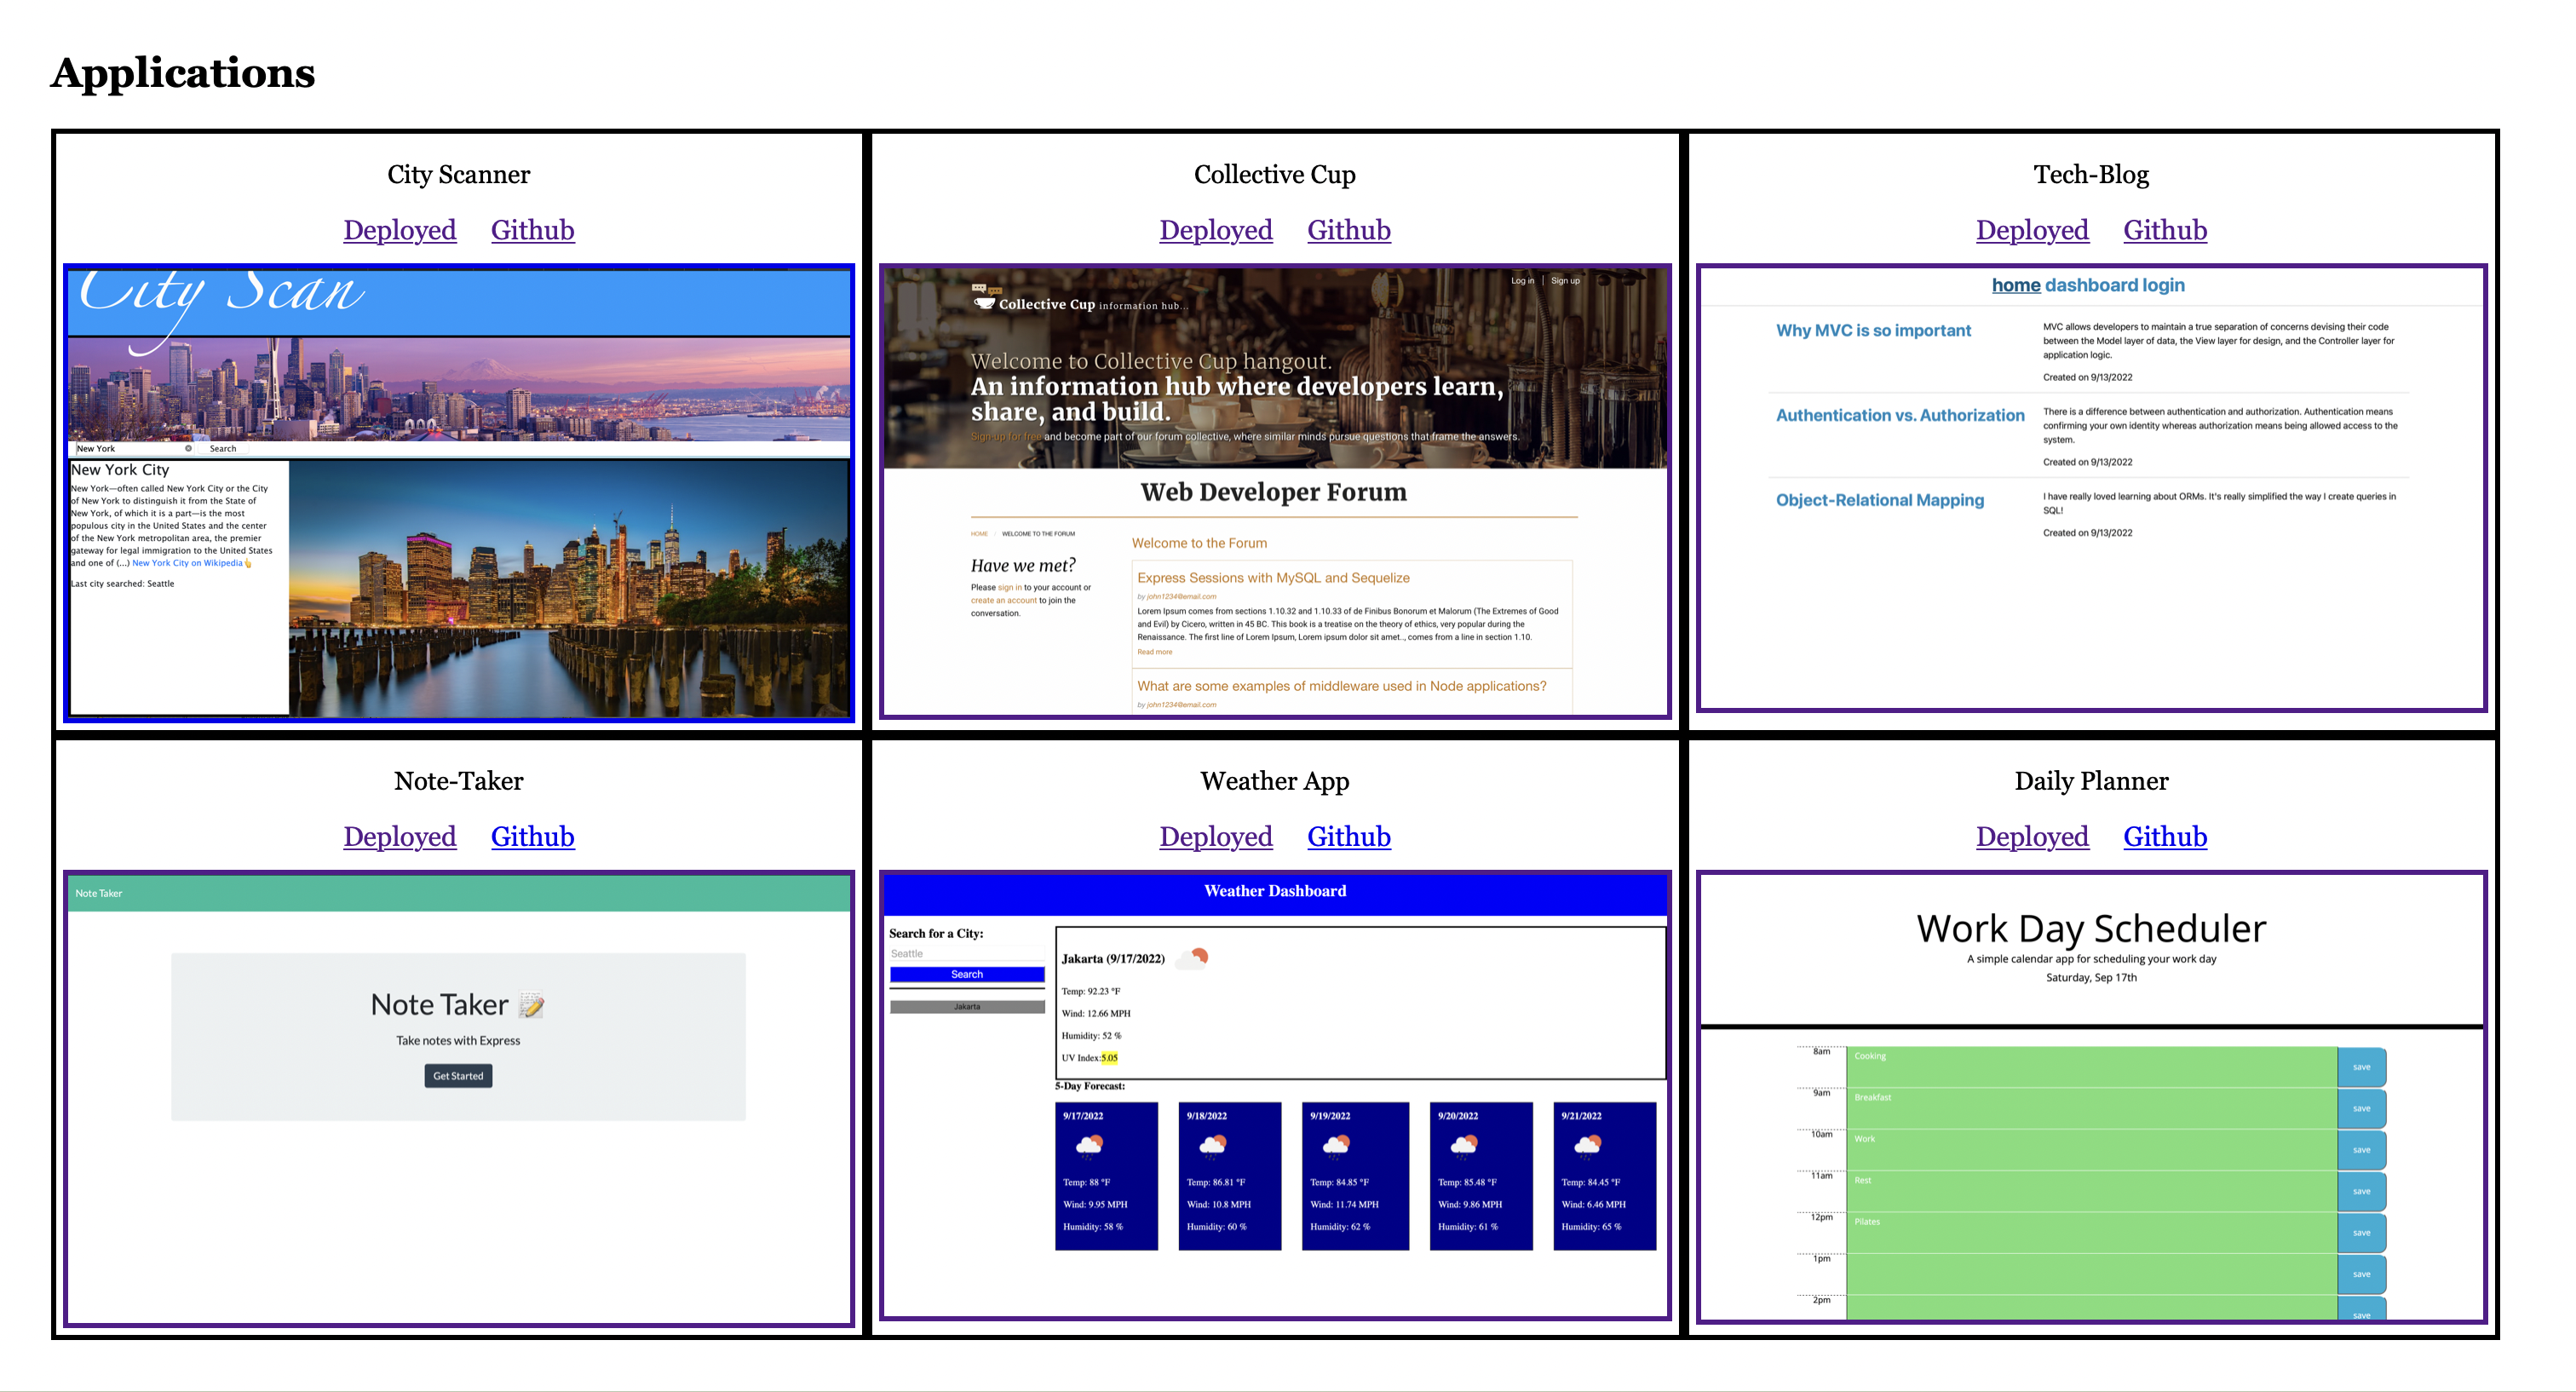 Applications
City Scanner
Deployed Github
City Scan
New York Search
New York City
New York—often called New York City or the City
of New York to distinguish it from the State of
New York, of which it is a part—is the most
populous city in the United States and the center
of the New York metropolitan area, the premier
gateway for legal immigration to the United States
and one of (...) New York City on Wikipedia👆
Last city searched: Seattle
Collective Cup
Deployed Github
Log in | Sign up
Collective Cup information hub...
Welcome to Collective Cup hangout.
An information hub where developers learn,
share, and build.
Sign-up for free and become part of our forum collective, where similar minds pursue questions that frame the answers.
Web Developer Forum
HOME WELCOME TO THE FORUM
Have we met?
Please sign in to your account or
create an account to join the
conversation.
Welcome to the Forum
Express Sessions with MySQL and Sequelize
by john1234@email.com
Lorem Ipsum comes from sections 1.10.32 and 1.10.33 of de Finibus Bonorum et Malorum (The Extremes of Good
and Evil) by Cicero, written in 45 BC. This book is a treatise on the theory of ethics, very popular during the
Renaissance. The first line of Lorem Ipsum, Lorem ipsum dolor sit amet.., comes from a line in section 1.10.
Read more
What are some examples of middleware used in Node applications?
by john1234@email.com
Tech-Blog
Deployed Github
home dashboard login
Why MVC is so important
MVC allows developers to maintain a true separation of concerns devising their code
between the Model layer of data, the View layer for design, and the Controller layer for
application logic.
Created on 9/13/2022
Authentication vs. Authorization
There is a difference between authentication and authorization. Authentication means
confirming your own identity whereas authorization means being allowed access to the
system.
Created on 9/13/2022
Object-Relational Mapping
I have really loved learning about ORMs. It's really simplified the way I create queries in
SQL!
Created on 9/13/2022
Note-Taker
Deployed Github
Note Taker
Note Taker 📝
Take notes with Express
Get Started
Weather App
Deployed Github
Weather Dashboard
Search for a City:
Seattle
Search
Jakarta
Jakarta (9/17/2022)
Temp: 92.23 °F
Wind: 12.66 MPH
Humidity: 52 %
UV Index:5.05
5-Day Forecast:
9/17/2022
Temp: 88 °F
Wind: 9.95 MPH
Humidity: 58 %
9/18/2022
Temp: 86.81 °F
Wind: 10.8 MPH
Humidity: 60 %
9/19/2022
Temp: 84.85 °F
Wind: 11.74 MPH
Humidity: 62 %
9/20/2022
Temp: 85.48 °F
Wind: 9.86 MPH
Humidity: 61 %
9/21/2022
Temp: 84.45 °F
Wind: 6.46 MPH
Humidity: 65 %
Daily Planner
Deployed Github
Work Day Scheduler
A simple calendar app for scheduling your work day
Saturday, Sep 17th
8am Cooking save
9am Breakfast save
10am Work save
11am Rest save
12pm Pilates save
1pm save
2pm save